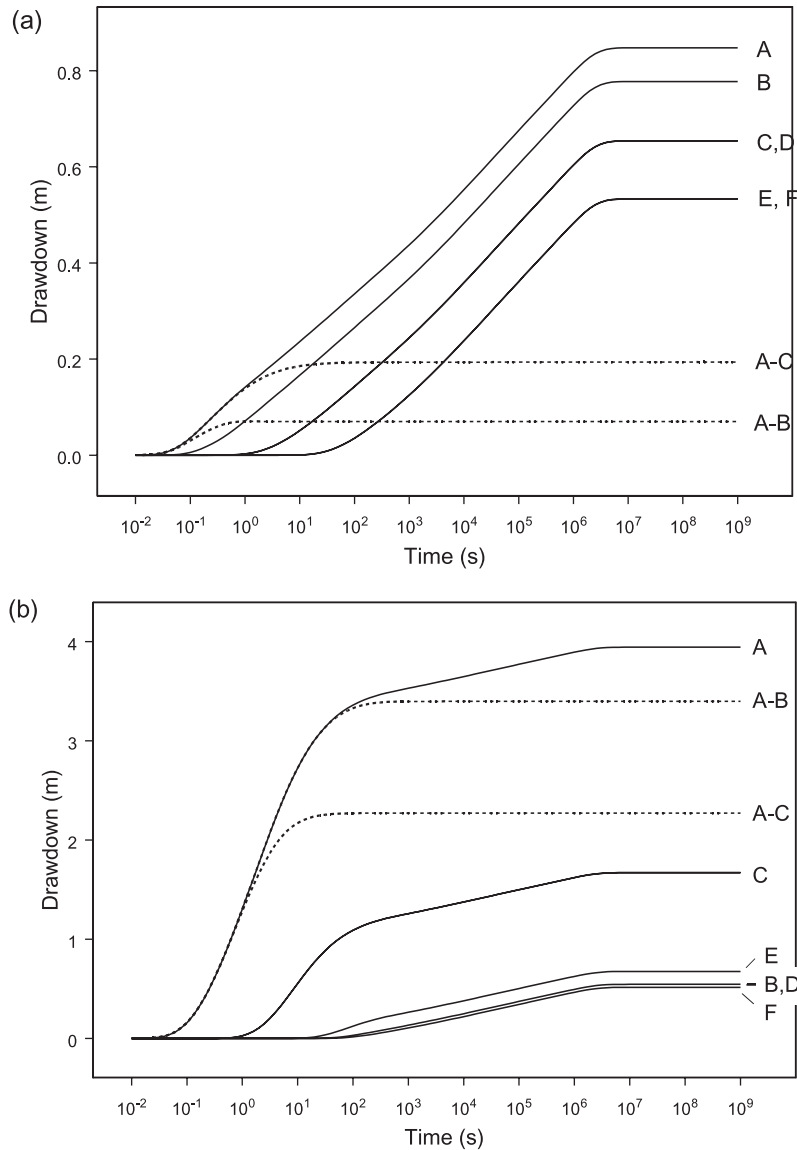 (a)
Drawdown (m)
0.8
0.6
0.4
0.2
0.0
A
B
C,D
E, F
A-C
A-B
10⁻² 10⁻¹ 10⁰ 10¹ 10² 10³ 10⁴ 10⁵ 10⁶ 10⁷ 10⁸ 10⁹
Time (s)
(b)
Drawdown (m)
4
3
2
1
0
A
A-B
A-C
C
E
B,D
F
10⁻² 10⁻¹ 10⁰ 10¹ 10² 10³ 10⁴ 10⁵ 10⁶ 10⁷ 10⁸ 10⁹
Time (s)